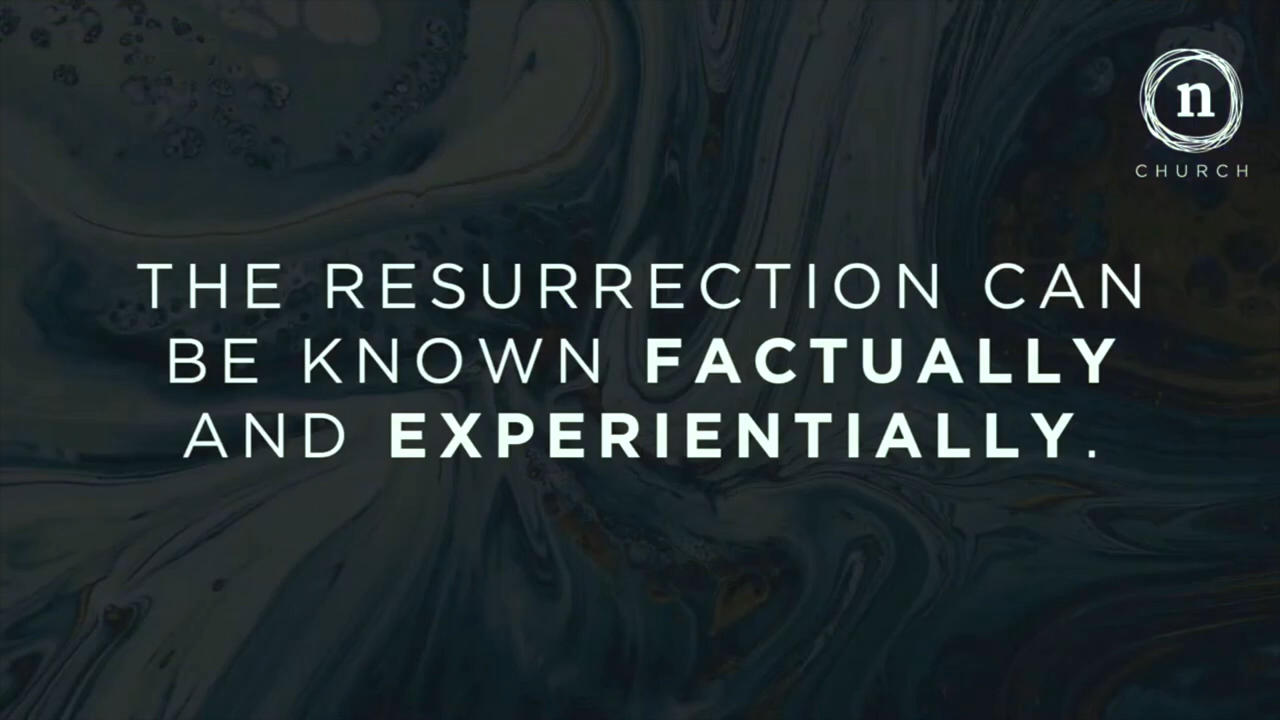 n
CHURCH
THE RESURRECTION CAN
BE KNOWN FACTUALLY
AND EXPERIENTIALLY.